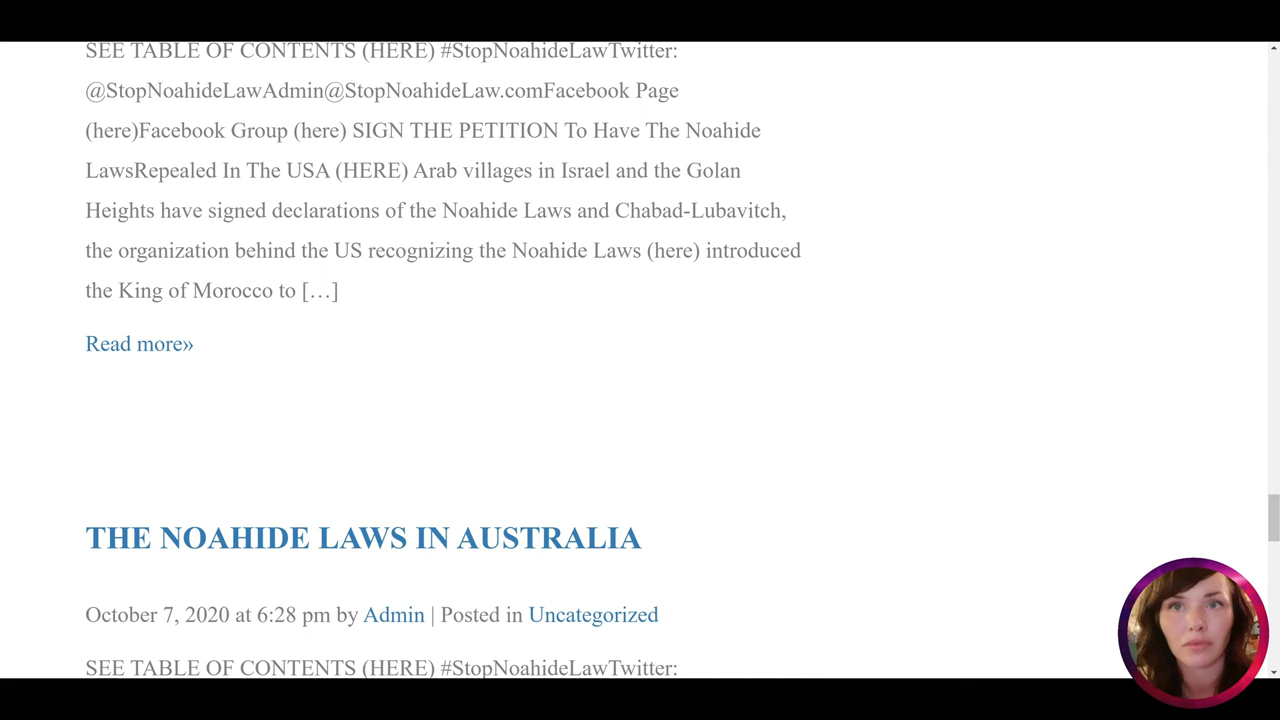 SEE TABLE OF CONTENTS (HERE) #StopNoahideLawTwitter:
@StopNoahideLawAdmin@StopNoahideLaw.comFacebook Page
(here)Facebook Group (here) SIGN THE PETITION To Have The Noahide
LawsRepealed In The USA (HERE) Arab villages in Israel and the Golan
Heights have signed declarations of the Noahide Laws and Chabad-Lubavitch,
the organization behind the US recognizing the Noahide Laws (here) introduced
the King of Morocco to […]
Read more»
THE NOAHIDE LAWS IN AUSTRALIA
October 7, 2020 at 6:28 pm by Admin | Posted in Uncategorized
SEE TABLE OF CONTENTS (HERE) #StopNoahideLawTwitter: